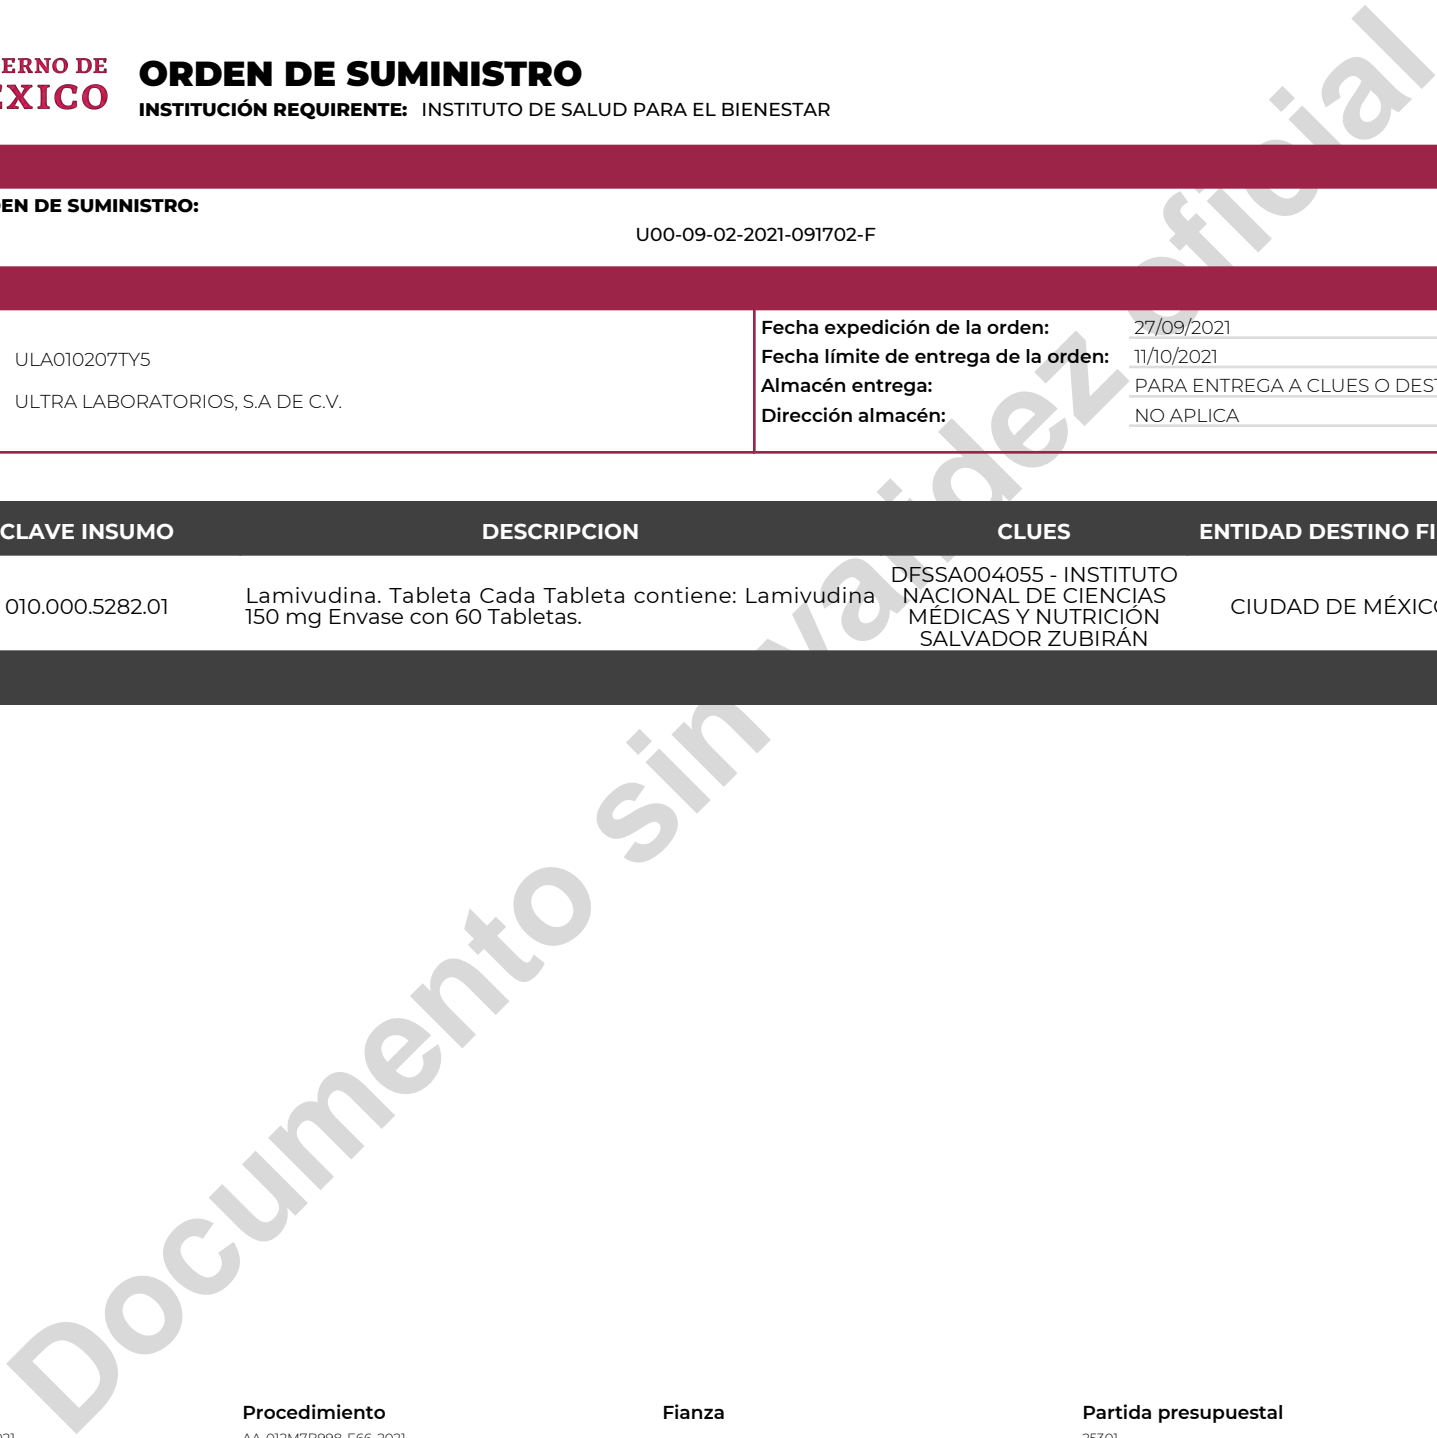 ERNO DE
ÉXICO
ORDEN DE SUMINISTRO
INSTITUCIÓN REQUIRENTE: INSTITUTO DE SALUD PARA EL BIENESTAR
EN DE SUMINISTRO:
U00-09-02-2021-091702-F
ULA010207TY5
ULTRA LABORATORIOS, S.A DE C.V.
Fecha expedición de la orden: 27/09/2021
Fecha límite de entrega de la orden: 11/10/2021
Almacén entrega: PARA ENTREGA A CLUES O DEST
Dirección almacén: NO APLICA
CLAVE INSUMO DESCRIPCION CLUES ENTIDAD DESTINO FI
010.000.5282.01
Lamivudina. Tableta Cada Tableta contiene: Lamivudina
150 mg Envase con 60 Tabletas.
DFSSA004055 - INSTITUTO
NACIONAL DE CIENCIAS
MÉDICAS Y NUTRICIÓN
SALVADOR ZUBIRÁN
CIUDAD DE MÉXICO
Documento sin validez oficial
Procedimiento Fianza Partida presupuestal